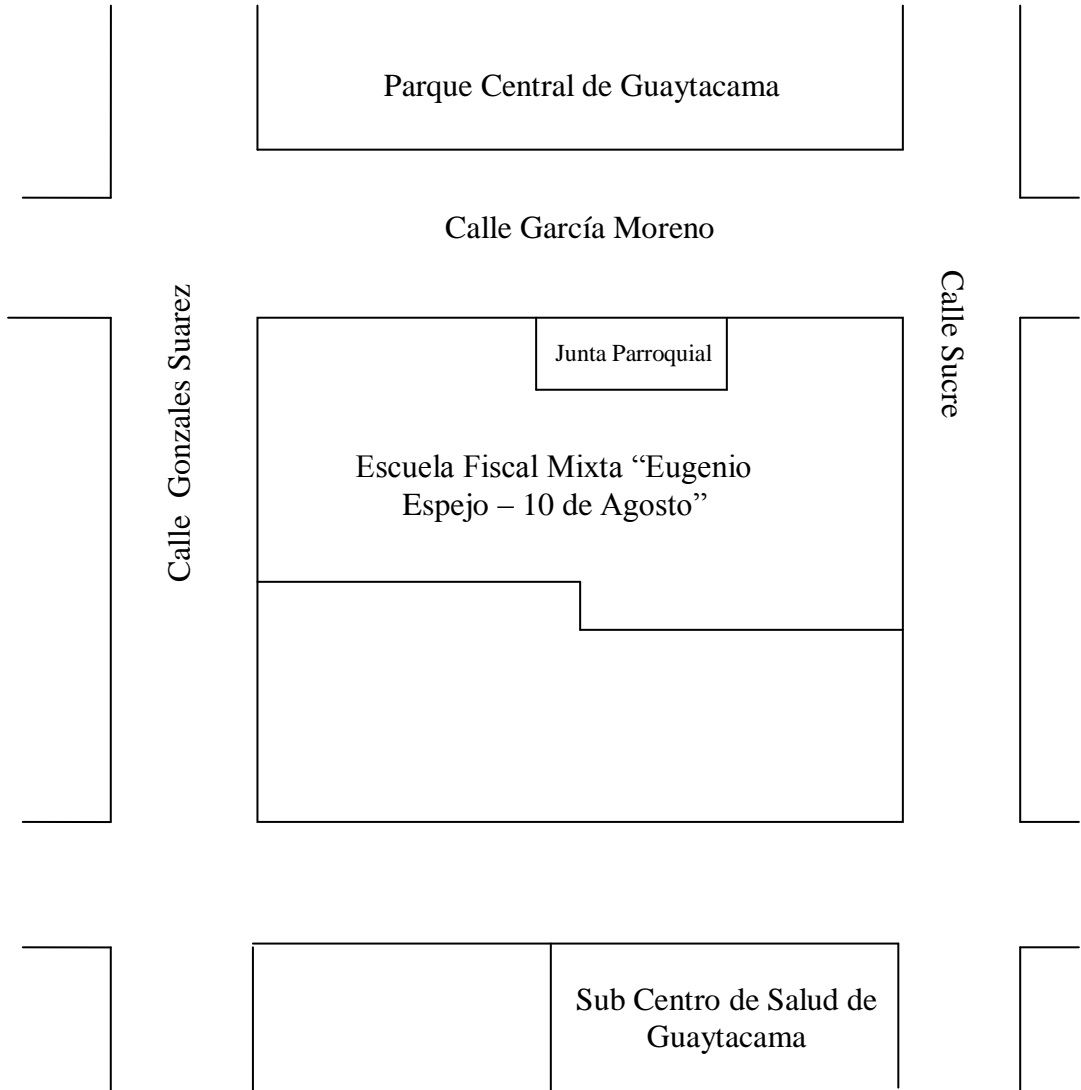 Parque Central de Guaytacama
Calle García Moreno
Calle Gonzales Suarez
Calle Sucre
Junta Parroquial
Escuela Fiscal Mixta “Eugenio
Espejo – 10 de Agosto”
Sub Centro de Salud de
Guaytacama